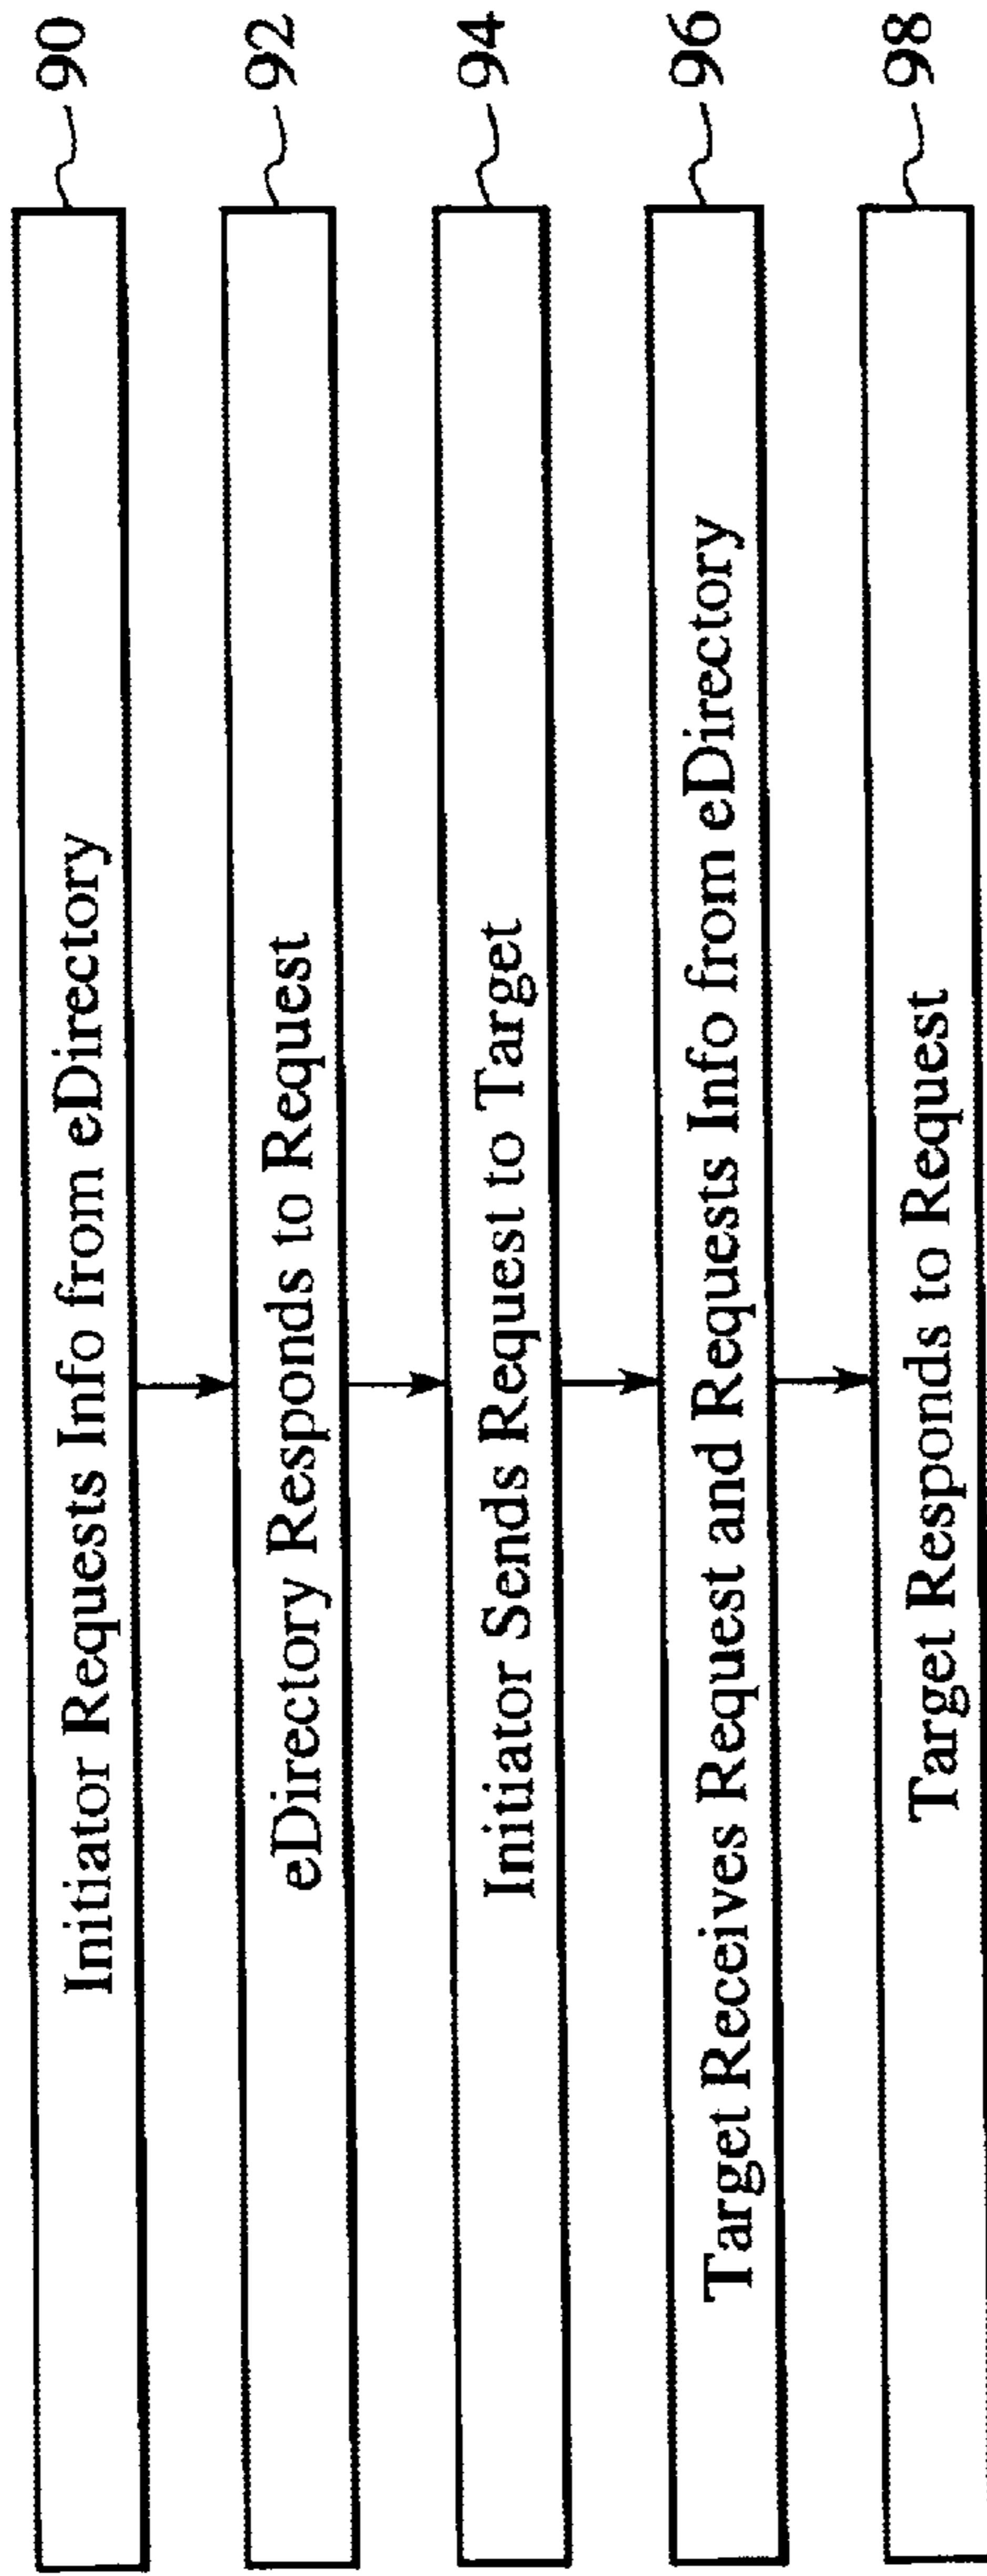 Initiator Requests Info from eDirectory 90
eDirectory Responds to Request 92
Initiator Sends Request to Target 94
Target Receives Request and Requests Info from eDirectory 96
Target Responds to Request 98